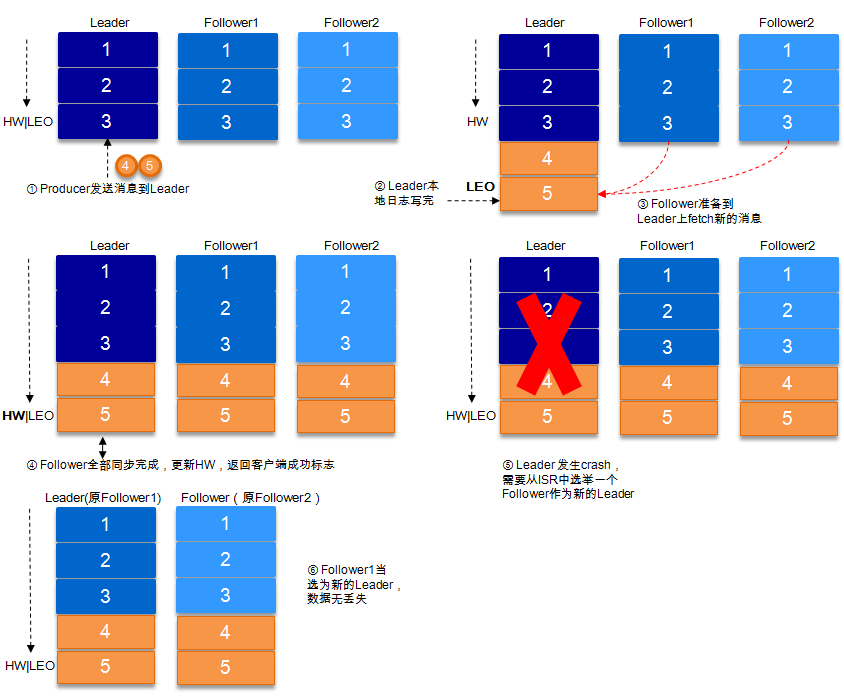 Leader Follower1 Follower2
1 1 1
2 2 2
HW|LEO 3 3 3
4 5
① Producer发送消息到Leader
Leader Follower1 Follower2
1 1 1
2 2 2
HW 3 3 3
4
② Leader本
地日志写完
LEO 5
③ Follower准备到
Leader上fetch新的消息
Leader Follower1 Follower2
1 1 1
2 2 2
3 3 3
4 4 4
HW|LEO 5 5 5
④ Follower全部同步完成，更新HW，返回客户端成功标志
Leader Follower1 Follower2
1 1 1
2 2 2
3 3
4 4 4
HW|LEO 5 5 5
⑤ Leader 发生crash，
需要从ISR中选举一个
Follower作为新的Leader
Leader(原Follower1) Follower（原Follower2）
1 1
2 2
3 3
4 4
HW|LEO 5 5
⑥ Follower1当
选为新的Leader，
数据无丢失